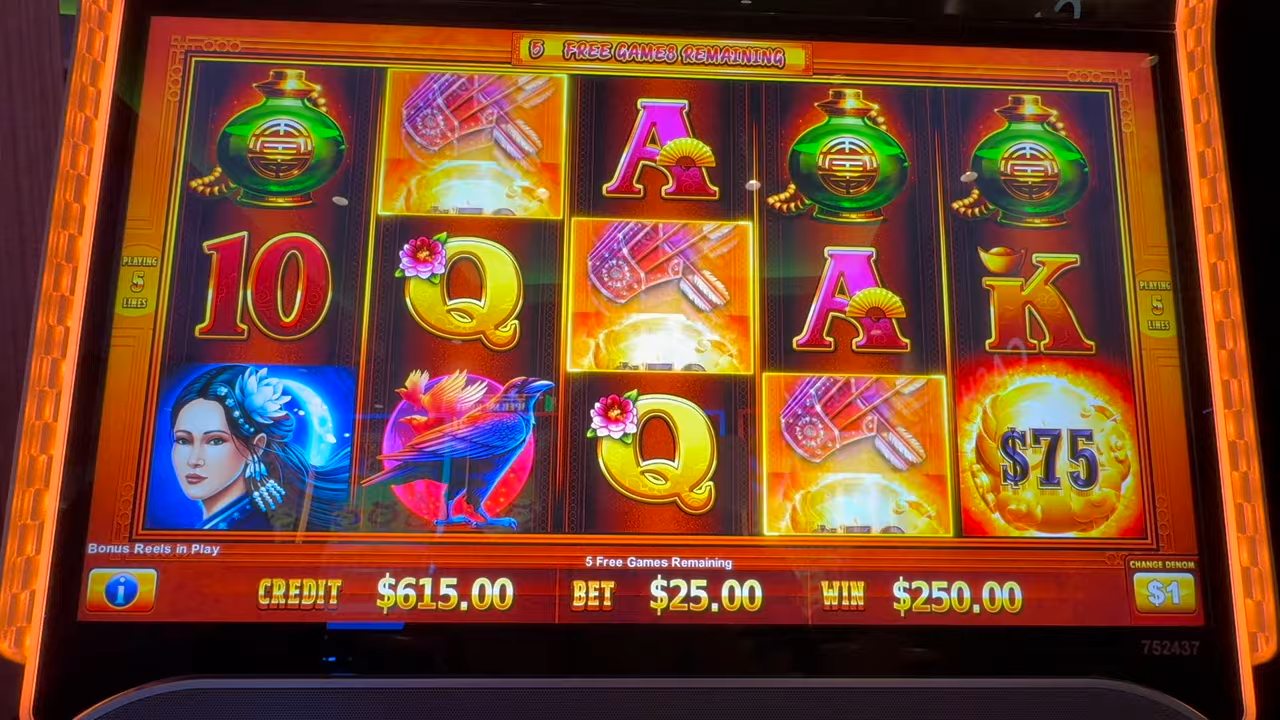 5 FREE GAMES REMAINING
A
10
Q
A
K
PLAYING
5
LINES
PLAYING
5
LINES
Q
$75
Bonus Reels in Play
5 Free Games Remaining
CHANGE DENOM
i
CREDIT $615.00 BET $25.00 WIN $250.00
$1
752437